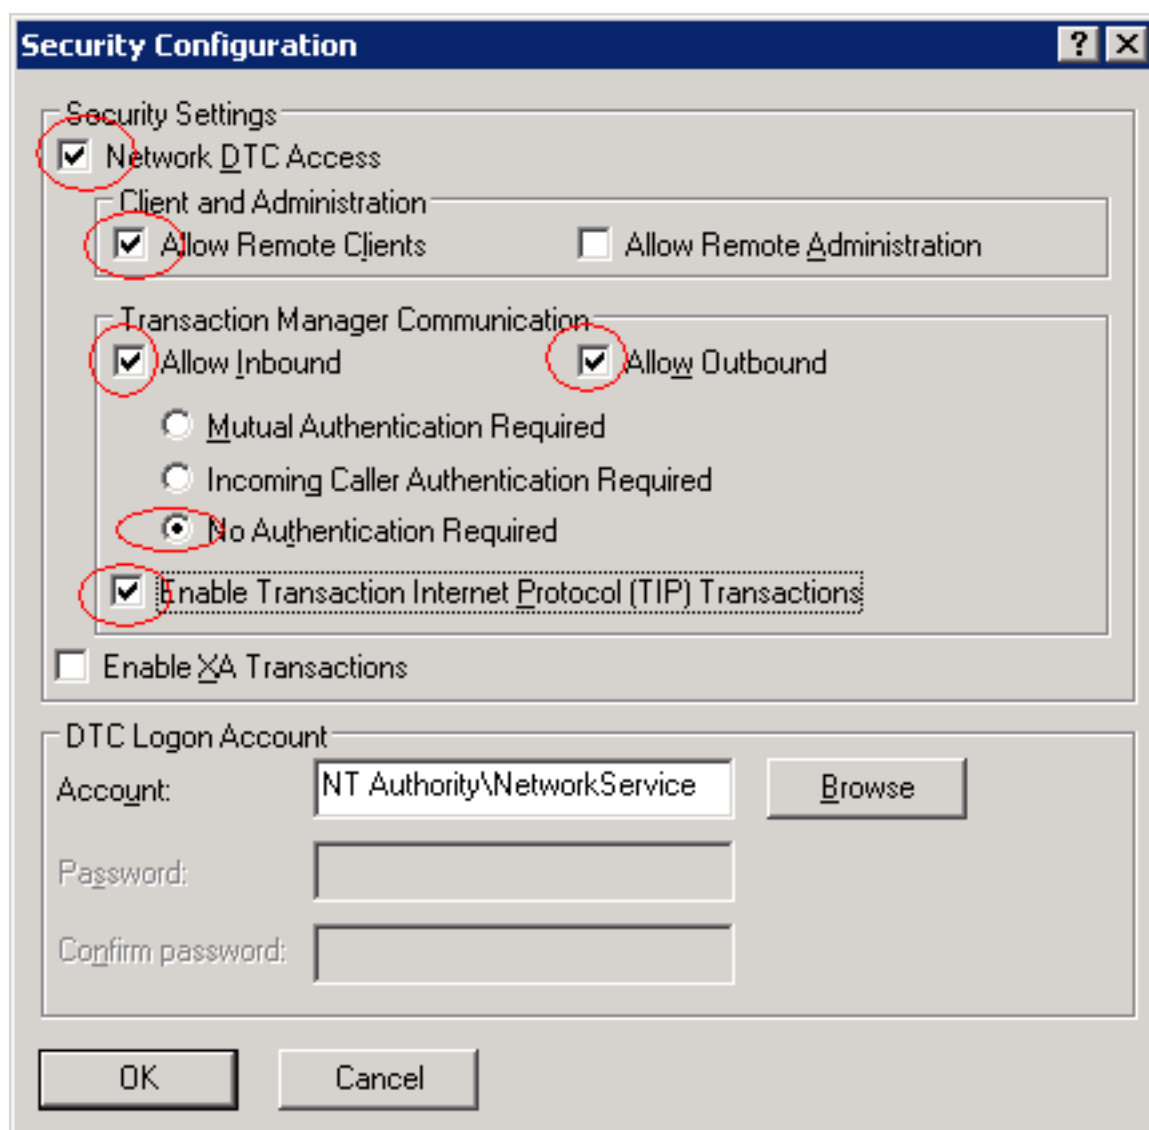 Security Configuration
Security Settings
Network DTC Access
Client and Administration
Allow Remote Clients Allow Remote Administration
Transaction Manager Communication
Allow Inbound Allow Outbound
Mutual Authentication Required
Incoming Caller Authentication Required
No Authentication Required
Enable Transaction Internet Protocol (TIP) Transactions
Enable XA Transactions
DTC Logon Account
Account: NT Authority\NetworkService Browse
Password:
Confirm password:
OK Cancel